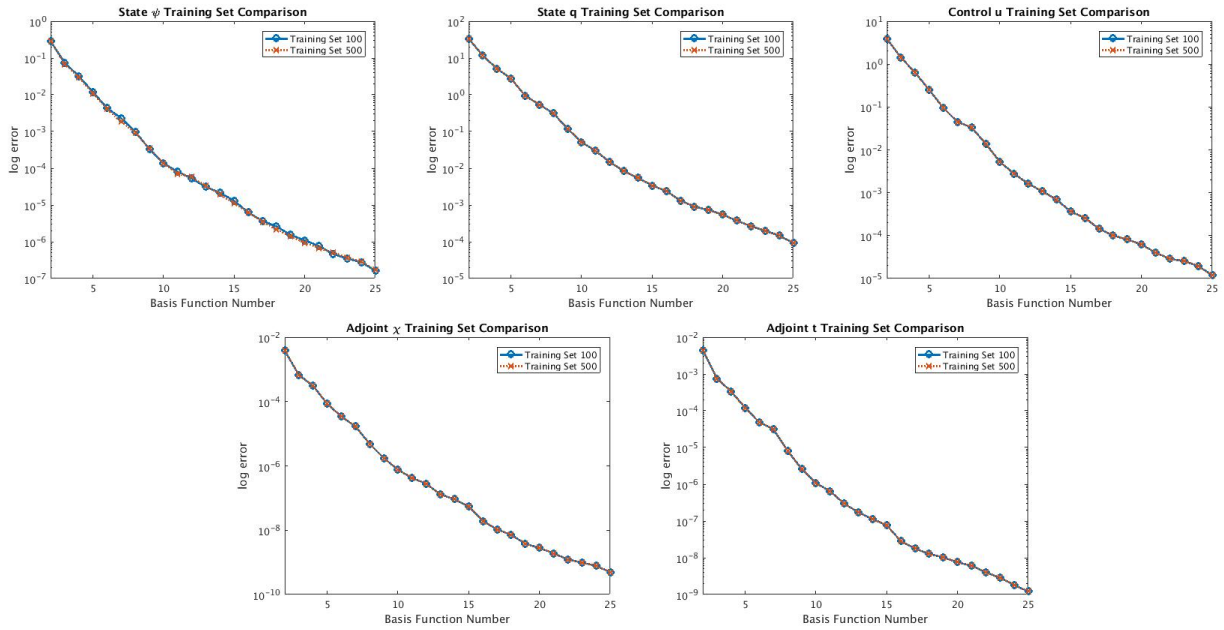 State ψ Training Set Comparison
10^0
10^-1
10^-2
10^-3
10^-4
10^-5
10^-6
10^-7
log error
5
10
15
20
25
Basis Function Number
Training Set 100
Training Set 500
State q Training Set Comparison
10^2
10^1
10^0
10^-1
10^-2
10^-3
10^-4
10^-5
log error
5
10
15
20
25
Basis Function Number
Training Set 100
Training Set 500
Control u Training Set Comparison
10^1
10^0
10^-1
10^-2
10^-3
10^-4
10^-5
log error
5
10
15
20
25
Basis Function Number
Training Set 100
Training Set 500
Adjoint χ Training Set Comparison
10^-2
10^-4
10^-6
10^-8
10^-10
log error
5
10
15
20
25
Basis Function Number
Training Set 100
Training Set 500
Adjoint t Training Set Comparison
10^-2
10^-3
10^-4
10^-5
10^-6
10^-7
10^-8
10^-9
log error
5
10
15
20
25
Basis Function Number
Training Set 100
Training Set 500